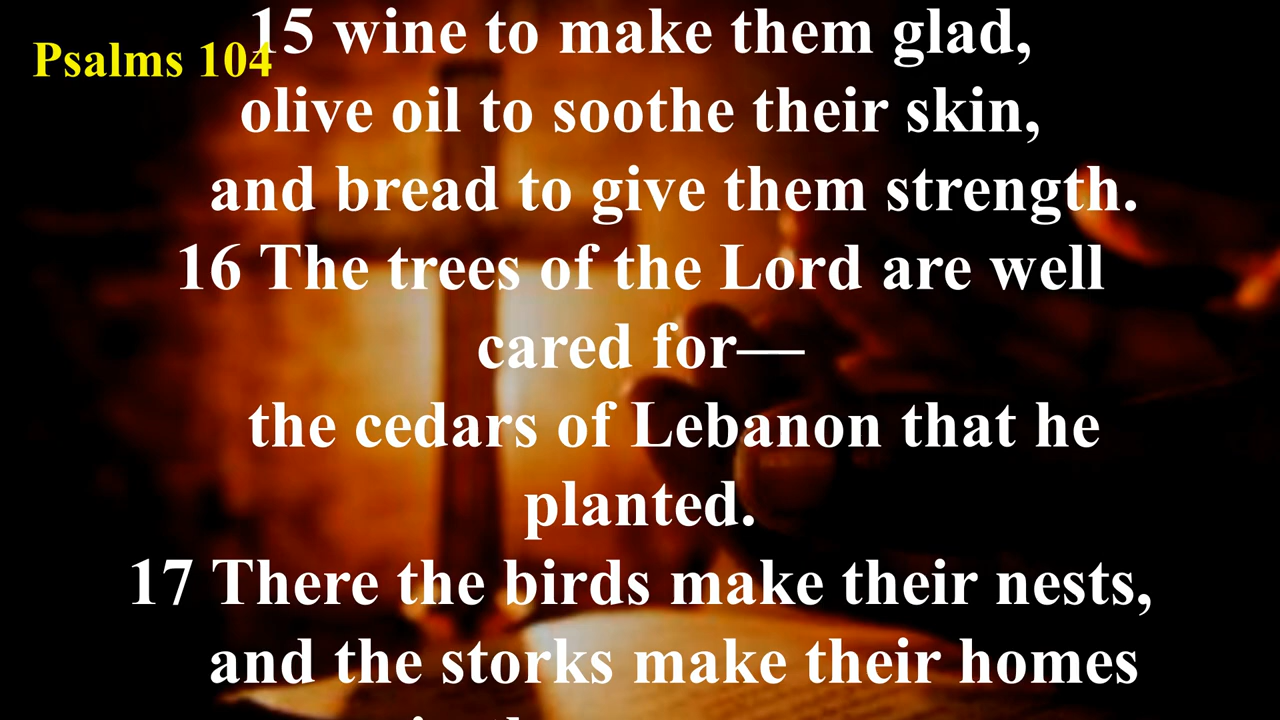 Psalms 104
15 wine to make them glad,
olive oil to soothe their skin,
and bread to give them strength.
16 The trees of the Lord are well
cared for—
the cedars of Lebanon that he
planted.
17 There the birds make their nests,
and the storks make their homes